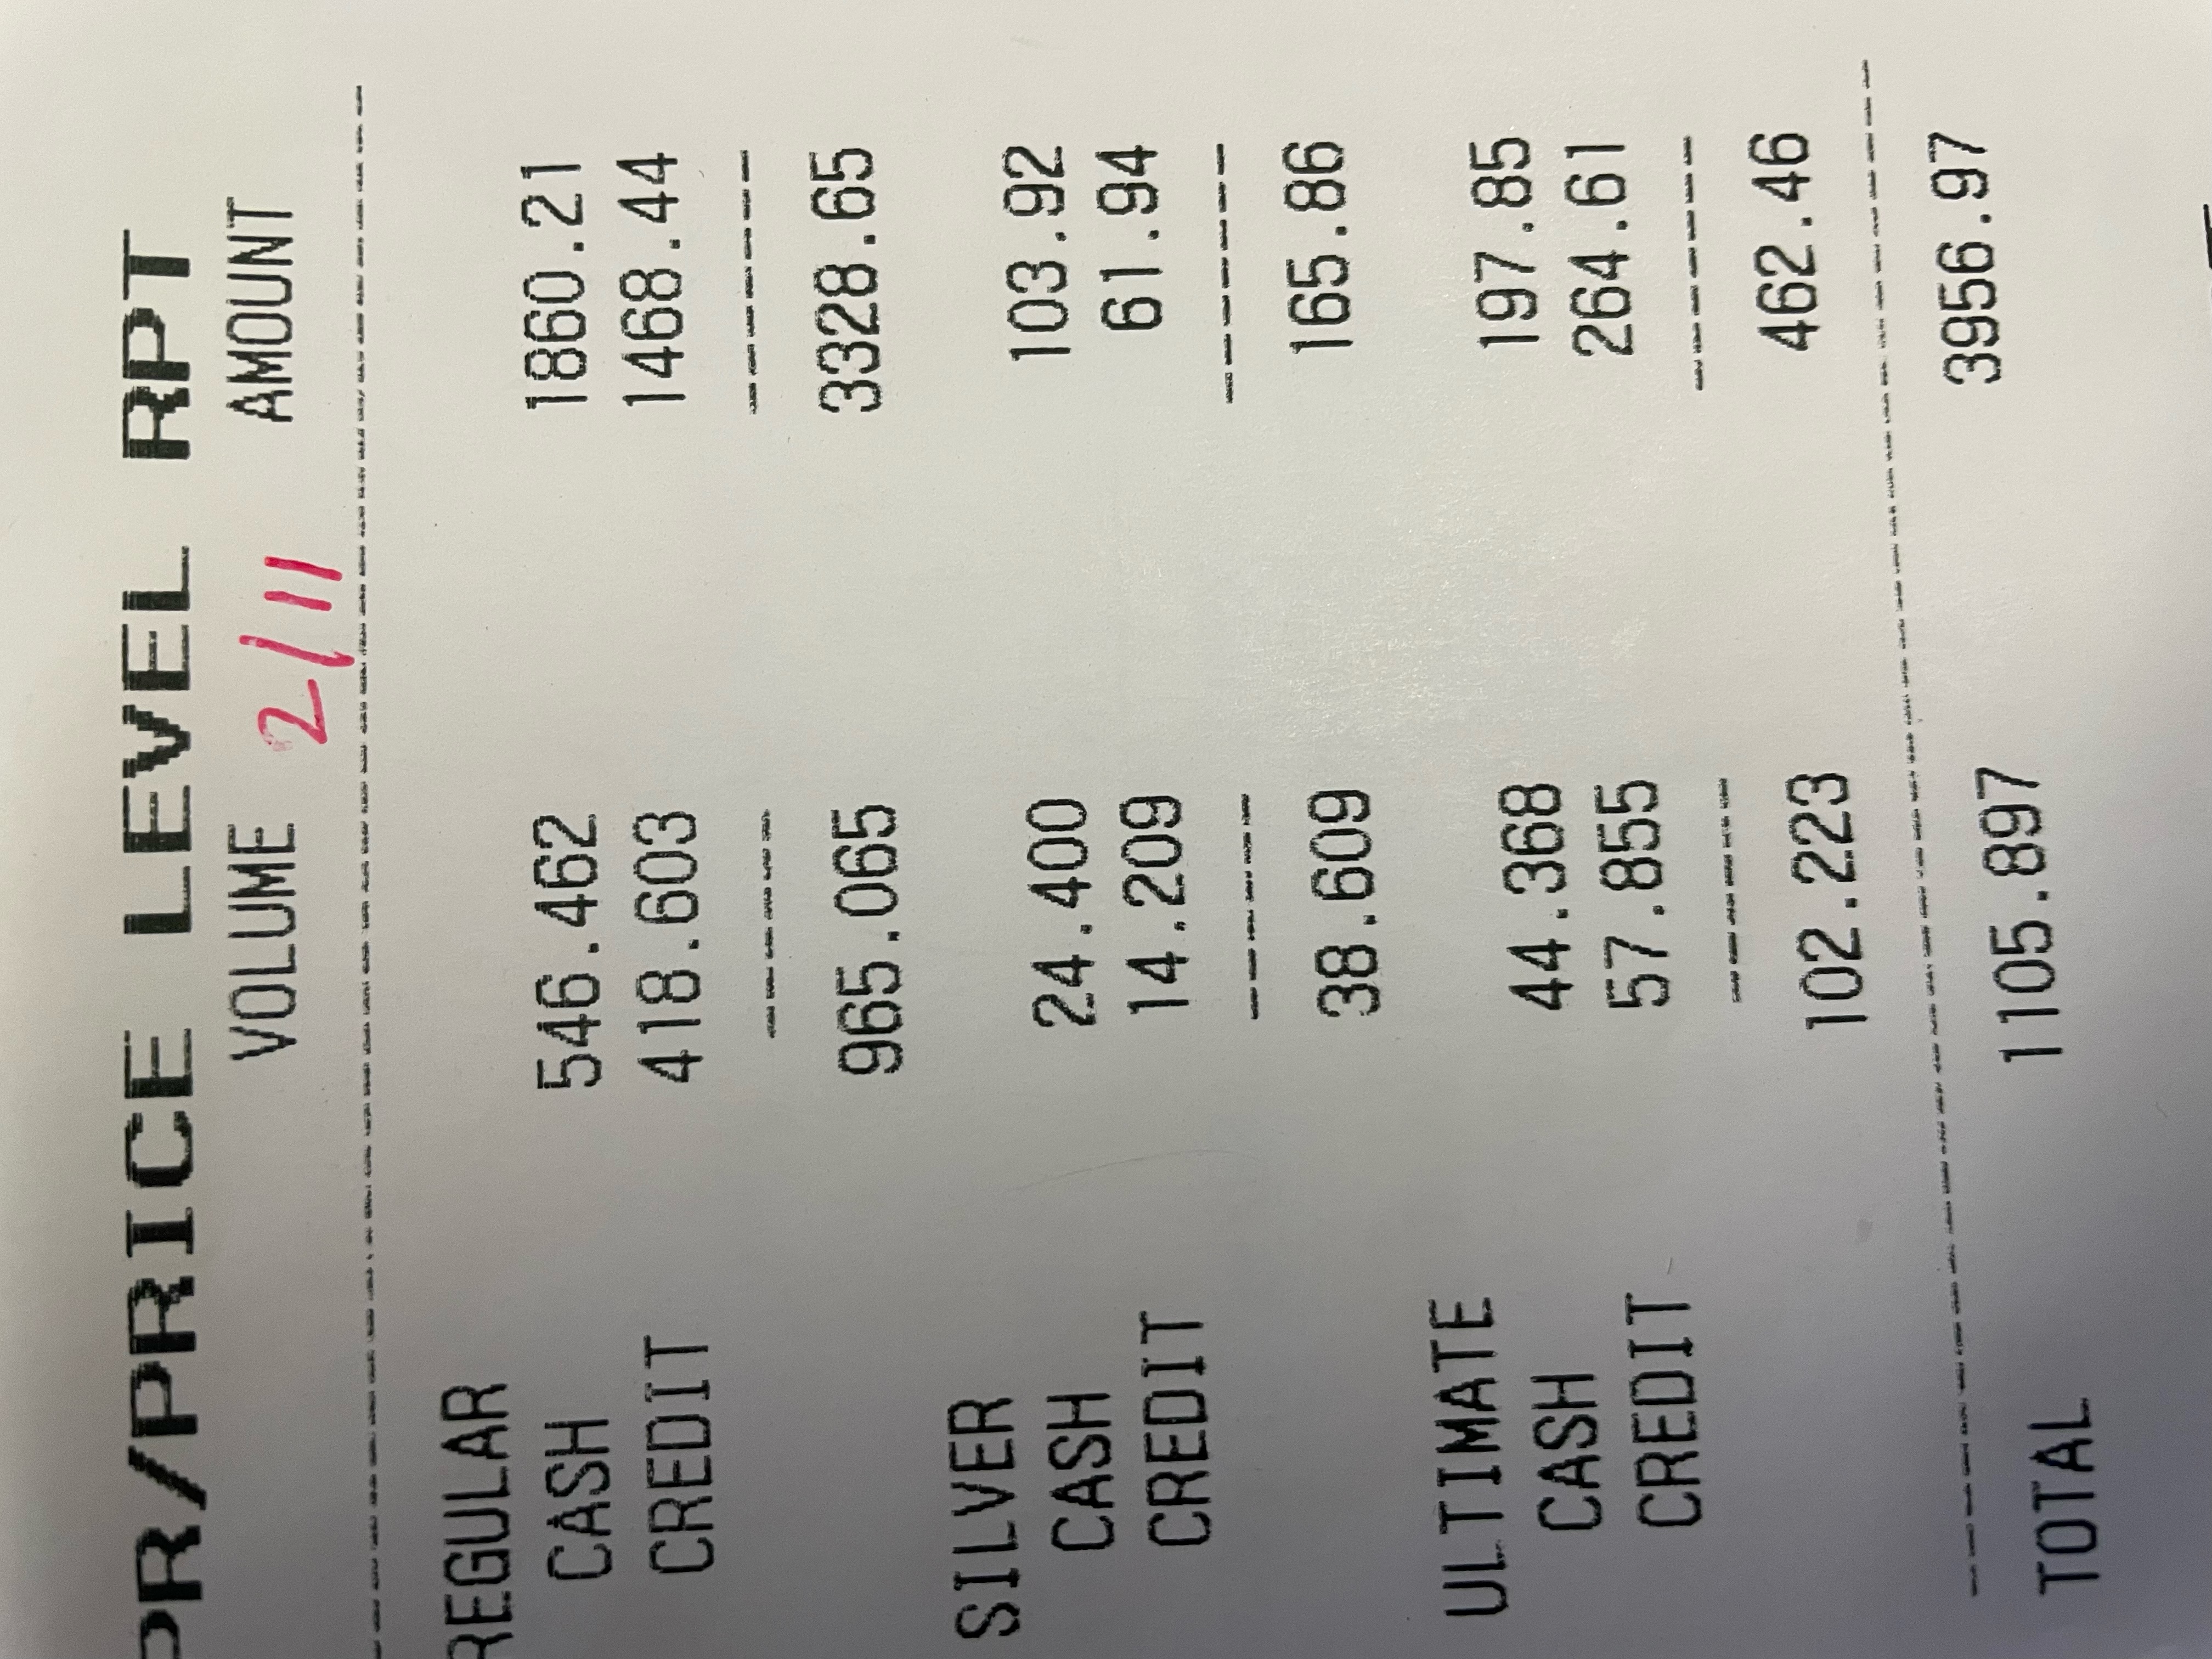 PR/PRICE LEVEL RPT
VOLUME 2/11 AMOUNT
REGULAR
CASH 546.462 1860.21
CREDIT 418.603 1468.44
965.065 3328.65
SILVER
CASH 24.400 103.92
CREDIT 14.209 61.94
38.609 165.86
ULTIMATE
CASH 44.368 197.85
CREDIT 57.855 264.61
102.223 462.46
TOTAL 1105.897 3956.97